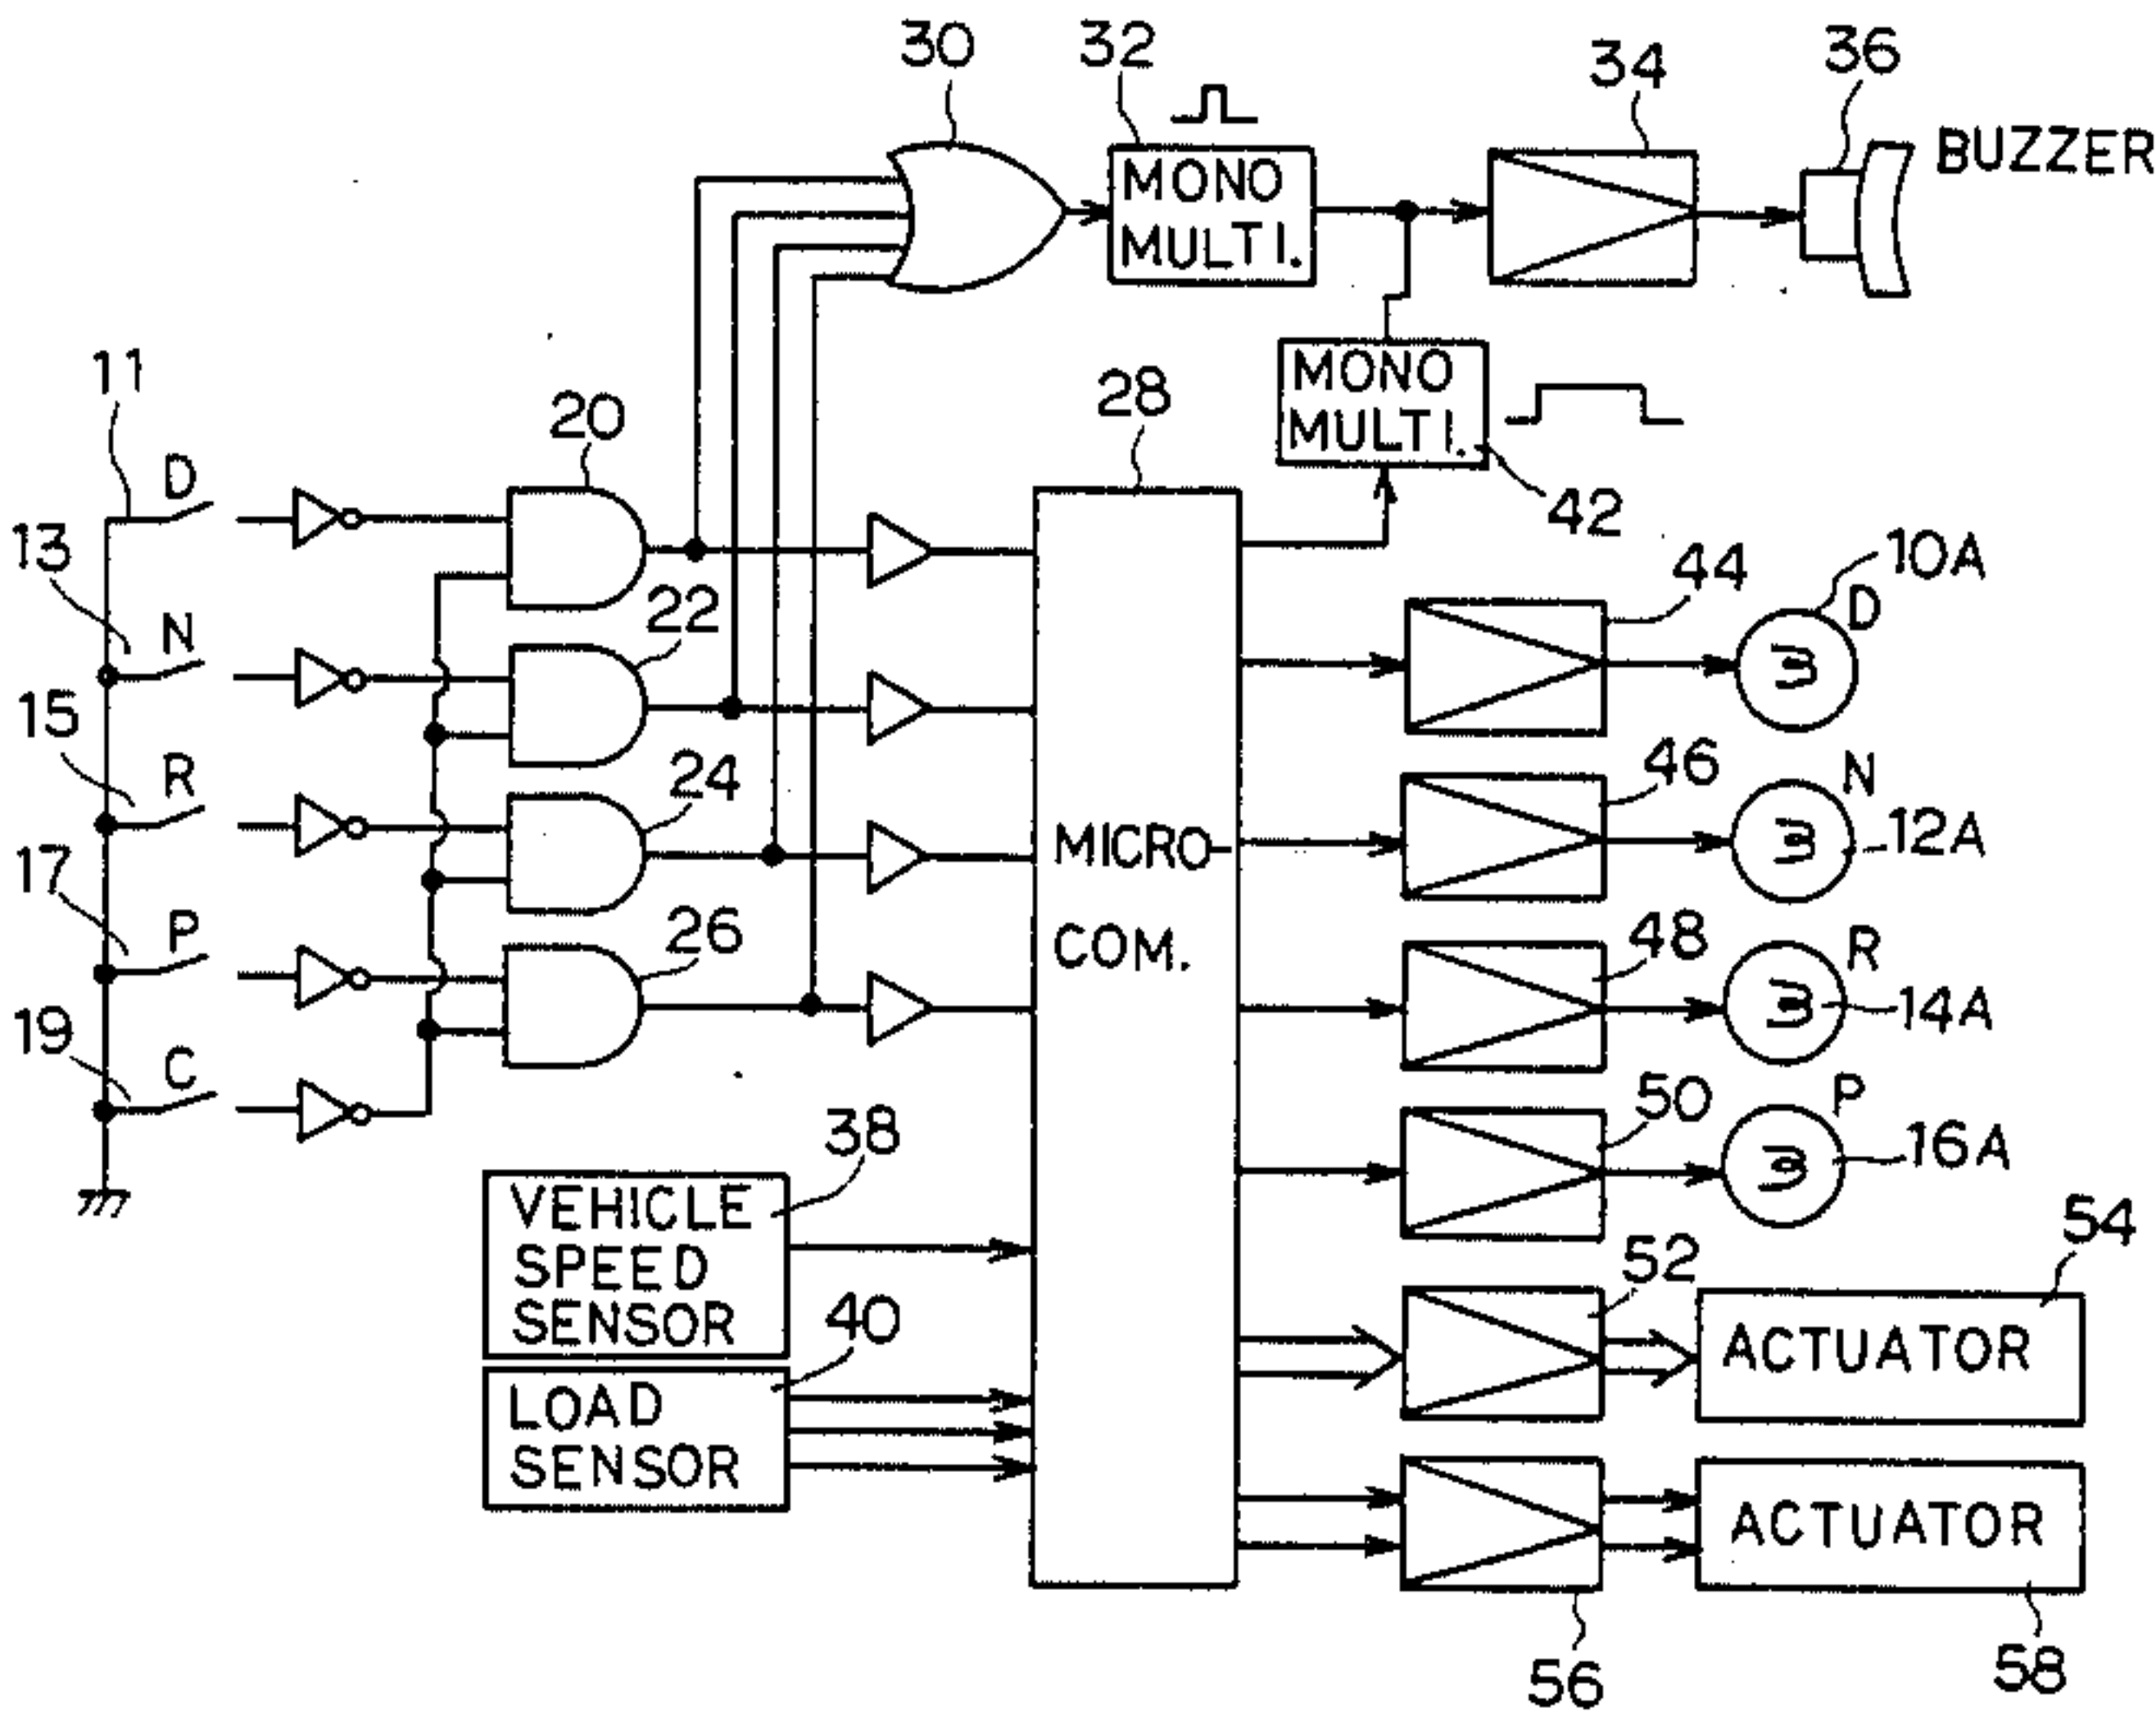 30
32
34
36
BUZZER
MONO
MULTI.
11
20
28
MONO
MULTI.
42
D
13
22
44
10A
D
N
15
24
46
N
12A
R
17
26
MICRO-
COM.
48
R
14A
P
19
C
38
50
P
16A
VEHICLE
SPEED
SENSOR
40
52
54
ACTUATOR
LOAD
SENSOR
ACTUATOR
56
58